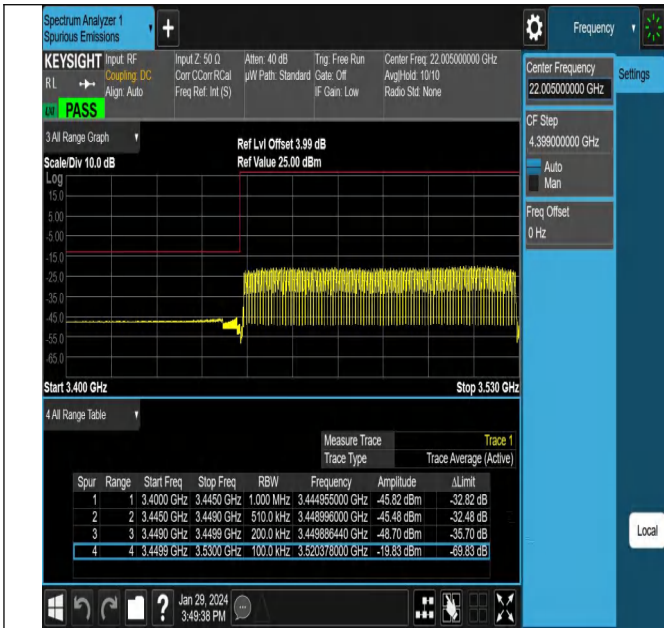 Spectrum Analyzer 1
Spurious Emissions
Frequency
KEYSIGHT Input: RF Input Z: 50 Ω Atten: 40 dB Trig: Free Run Center Freq: 22.005000000 GHz
RL Coupling: DC Corr CCorr RCal µW Path: Standard Gate: Off Avg|Hold: 10/10
Align: Auto Freq Ref: Int (S) IF Gain: Low Radio Std: None
LXI PASS
Center Frequency
22.005000000 GHz
Settings
CF Step
4.399000000 GHz
Auto
Man
Freq Offset
0 Hz
3 All Range Graph
Ref Lvl Offset 3.99 dB
Scale/Div 10.0 dB Ref Value 25.00 dBm
Log
15.0
5.00
-5.00
-15.0
-25.0
-35.0
-45.0
-55.0
-65.0
Start 3.400 GHz Stop 3.530 GHz
4 All Range Table
Measure Trace Trace 1
Trace Type Trace Average (Active)
Spur Range Start Freq Stop Freq RBW Frequency Amplitude ΔLimit
1 1 3.4000 GHz 3.4450 GHz 1.000 MHz 3.444955000 GHz -45.82 dBm -32.82 dB
2 2 3.4450 GHz 3.4490 GHz 510.0 kHz 3.448996000 GHz -45.48 dBm -32.48 dB
3 3 3.4490 GHz 3.4499 GHz 200.0 kHz 3.449886440 GHz -48.70 dBm -35.70 dB
4 4 3.4499 GHz 3.5300 GHz 100.0 kHz 3.520378000 GHz -19.83 dBm -69.83 dB
Local
Jan 29, 2024
3:49:38 PM